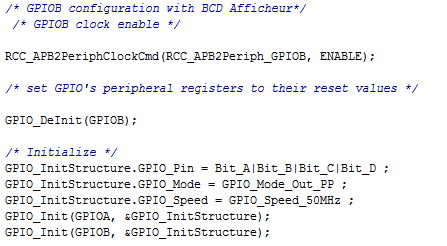 /* GPIOB configuration with BCD Afficheur*/
/* GPIOB clock enable */
RCC_APB2PeriphClockCmd(RCC_APB2Periph_GPIOB, ENABLE);
/* set GPIO's peripheral registers to their reset values */
GPIO_DeInit(GPIOB);
/* Initialize */
GPIO_InitStructure.GPIO_Pin = Bit_A|Bit_B|Bit_C|Bit_D ;
GPIO_InitStructure.GPIO_Mode = GPIO_Mode_Out_PP ;
GPIO_InitStructure.GPIO_Speed = GPIO_Speed_50MHz ;
GPIO_Init(GPIOA, &GPIO_InitStructure);
GPIO_Init(GPIOB, &GPIO_InitStructure);